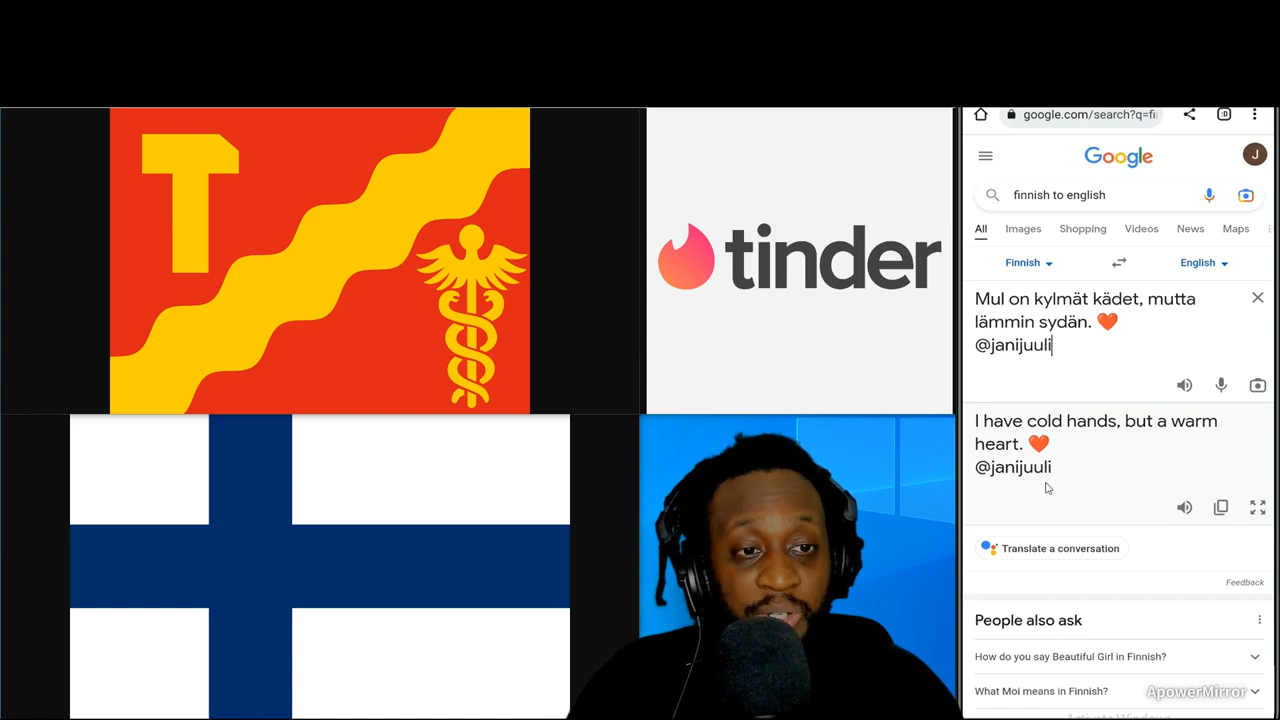 T
tinder
google.com/search?q=fi
:D
Google
J
finnish to english
All Images Shopping Videos News Maps
Finnish
English
Mul on kylmät kädet, mutta
lämmin sydän. ❤️
@janijuuli
I have cold hands, but a warm
heart. ❤️
@janijuuli
Translate a conversation
Feedback
People also ask
How do you say Beautiful Girl in Finnish?
What Moi means in Finnish?
ApowerMirror
Activate Windows